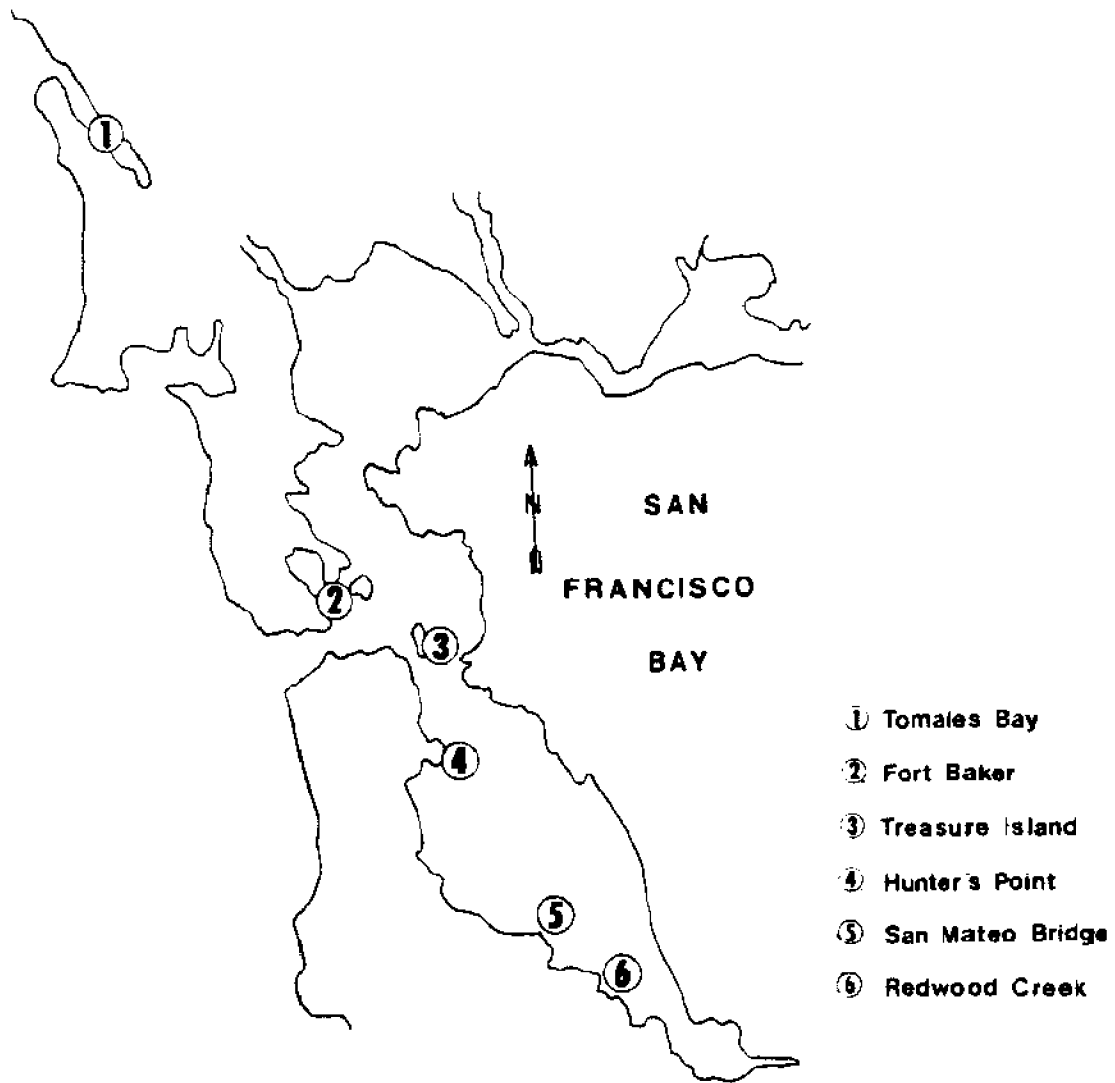 1
2
3
4
5
6
N
SAN
FRANCISCO
BAY
1 Tomales Bay
2 Fort Baker
3 Treasure Island
4 Hunter's Point
5 San Mateo Bridge
6 Redwood Creek